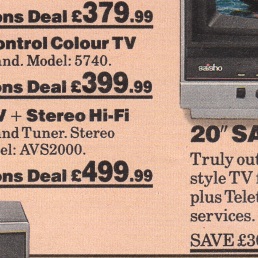 ons Deal £379.99
ontrol Colour TV
and. Model: 5740.
ons Deal £399.99
V + Stereo Hi-Fi
and Tuner. Stereo
el: AVS2000.
ons Deal £499.99
saisho
20" SA
Truly out
style TV
plus Telet
services.
SAVE £30